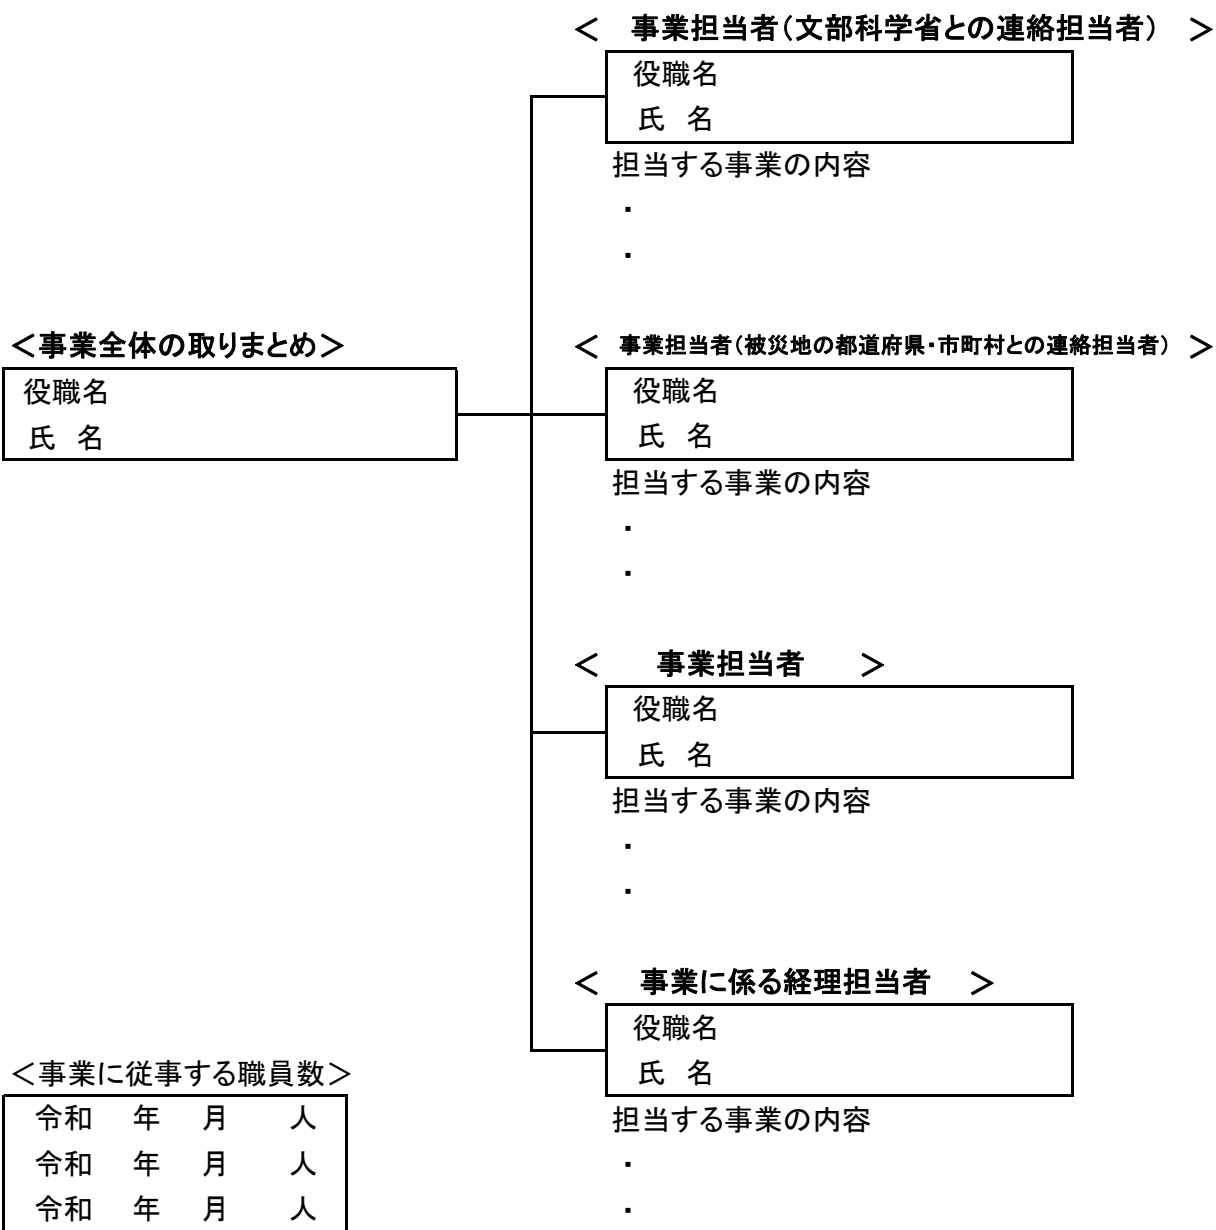 ＜　事業担当者（文部科学省との連絡担当者）　＞
役職名
氏　名
担当する事業の内容
・
・
＜事業全体の取りまとめ＞
役職名
氏　名
＜　事業担当者（被災地の都道府県・市町村との連絡担当者）　＞
役職名
氏　名
担当する事業の内容
・
・
＜　事業担当者　＞
役職名
氏　名
担当する事業の内容
・
・
＜　事業に係る経理担当者　＞
役職名
氏　名
担当する事業の内容
・
・
＜事業に従事する職員数＞
令和　年　月　人
令和　年　月　人
令和　年　月　人